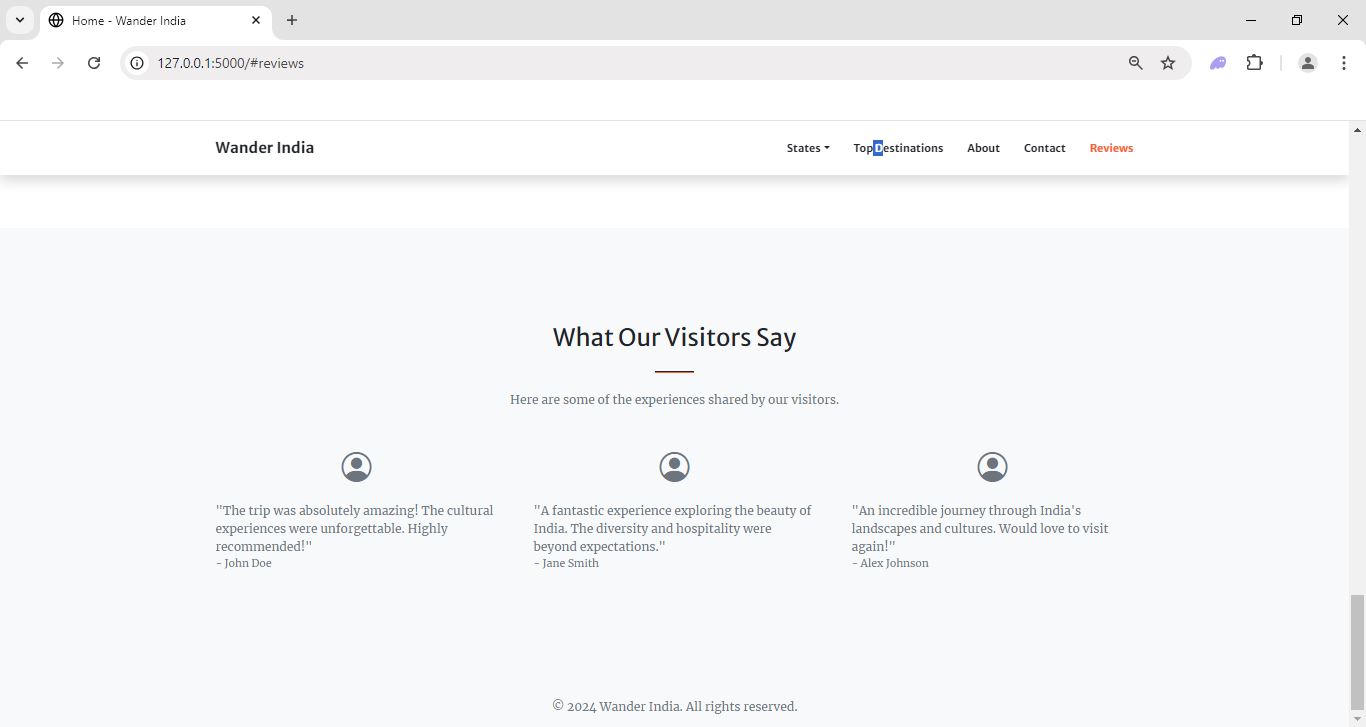 Home - Wander India
127.0.0.1:5000/#reviews
Wander India
States
Top Destinations
About
Contact
Reviews
What Our Visitors Say
Here are some of the experiences shared by our visitors.
"The trip was absolutely amazing! The cultural
experiences were unforgettable. Highly
recommended!"
- John Doe
"A fantastic experience exploring the beauty of
India. The diversity and hospitality were
beyond expectations."
- Jane Smith
"An incredible journey through India's
landscapes and cultures. Would love to visit
again!"
- Alex Johnson
© 2024 Wander India. All rights reserved.